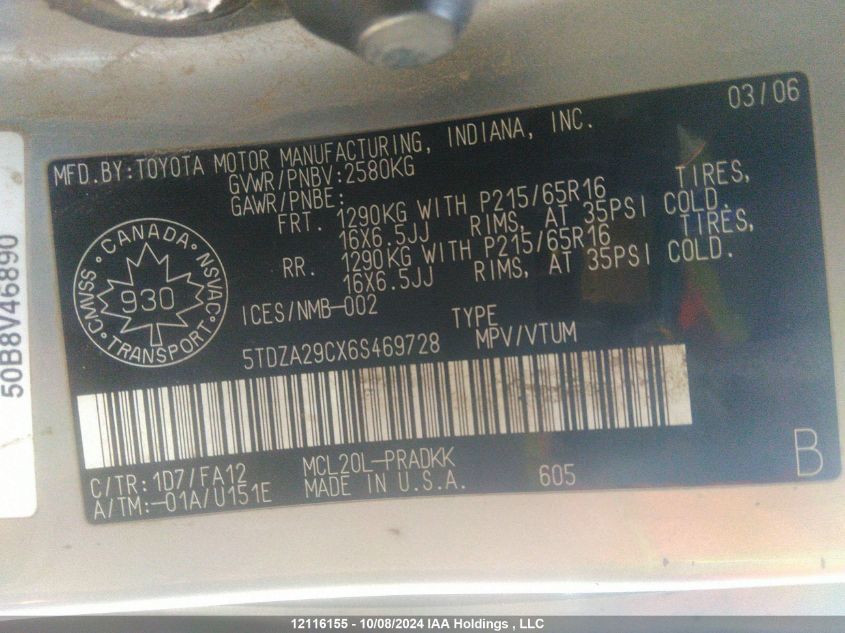 03/06
MFD.BY:TOYOTA MOTOR MANUFACTURING, INDIANA, INC.
GVWR/PNBV:2580KG
GAWR/PNBE:
FRT. 1290KG WITH P215/65R16 TIRES,
16X6.5JJ RIMS, AT 35PSI COLD.
RR. 1290KG WITH P215/65R16 TIRES,
16X6.5JJ RIMS, AT 35PSI COLD.
CANADA
CMVSS NSVAC
930
TRANSPORT
ICES/NMB-002
TYPE
5TDZA29CX6S469728 MPV/VTUM
C/TR:1D7/FA12 MCL20L-PRADKK
A/TM:-01A/U151E MADE IN U.S.A. 605
B
50B8V46890
12116155 - 10/08/2024 IAA Holdings , LLC